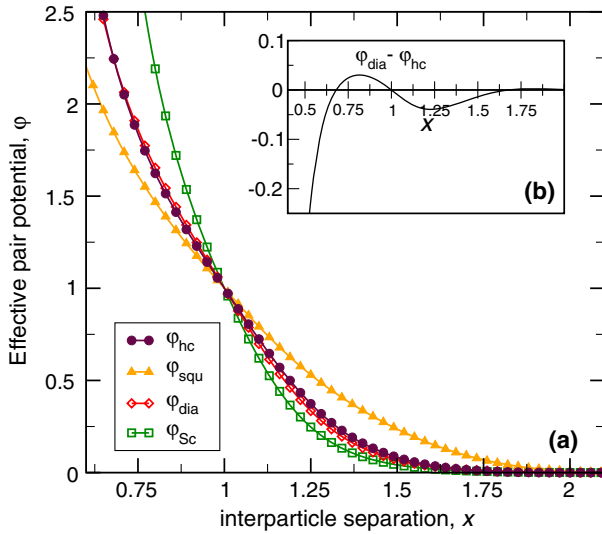 2.5
2
1.5
1
0.5
0
Effective pair potential, φ
0.75
1
1.25
1.5
1.75
2
interparticle separation, x
φhc
φsqu
φdia
φSc
(a)
0.1
0
-0.1
-0.2
φdia- φhc
0.5
0.75
1
1.25
1.5
1.75
x
(b)